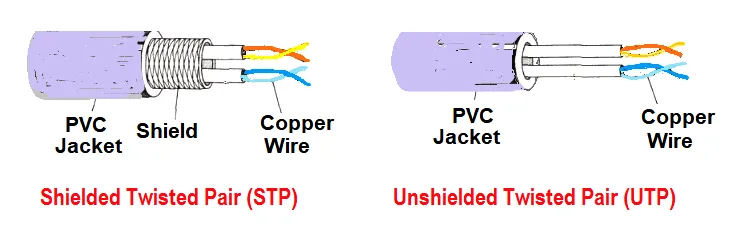 PVC
Jacket
Shield
Copper
Wire
Shielded Twisted Pair (STP)
PVC
Jacket
Copper
Wire
Unshielded Twisted Pair (UTP)